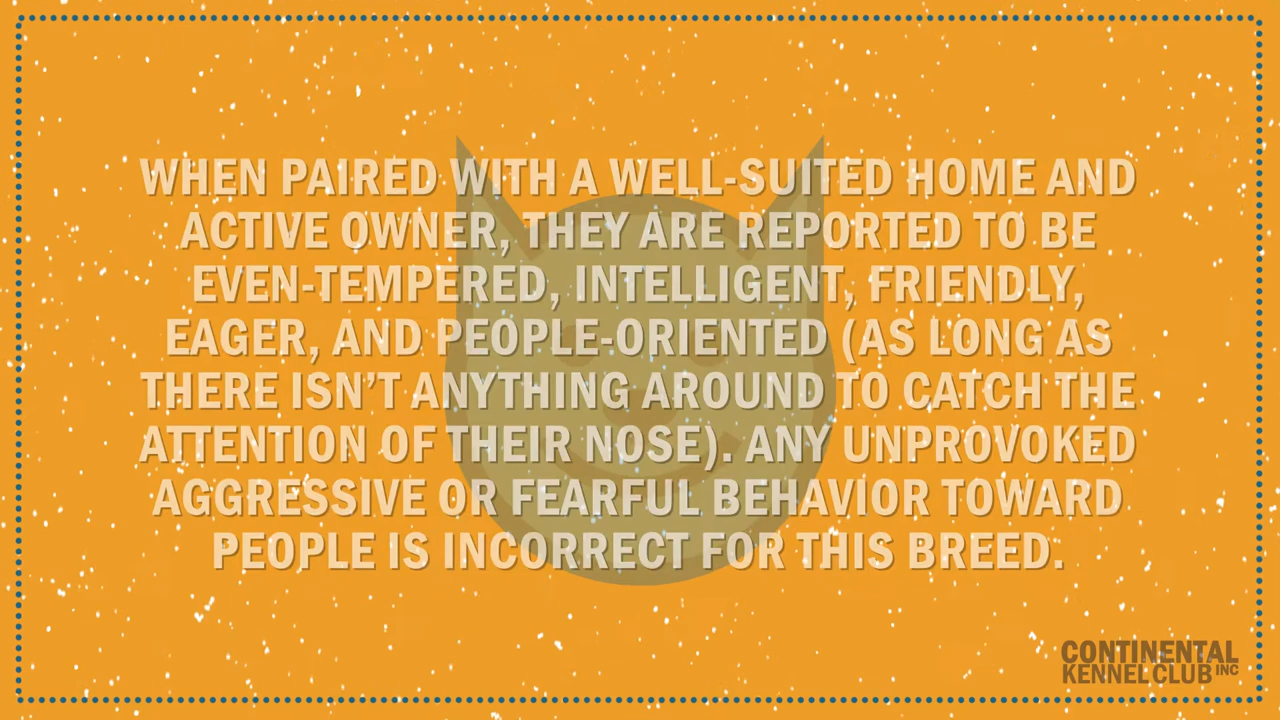 WHEN PAIRED WITH A WELL-SUITED HOME AND
ACTIVE OWNER, THEY ARE REPORTED TO BE
EVEN-TEMPERED, INTELLIGENT, FRIENDLY,
EAGER, AND PEOPLE-ORIENTED (AS LONG AS
THERE ISN'T ANYTHING AROUND TO CATCH THE
ATTENTION OF THEIR NOSE). ANY UNPROVOKED
AGGRESSIVE OR FEARFUL BEHAVIOR TOWARD
PEOPLE IS INCORRECT FOR THIS BREED.
CONTINENTAL
KENNEL CLUB INC